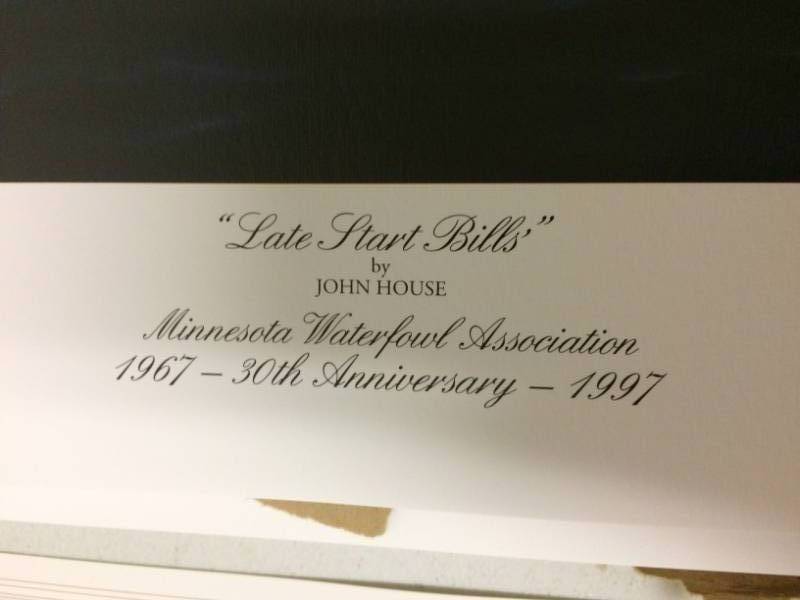 “Late Start Bills’”
by
JOHN HOUSE
Minnesota Waterfowl Association
1967 – 30th Anniversary – 1997